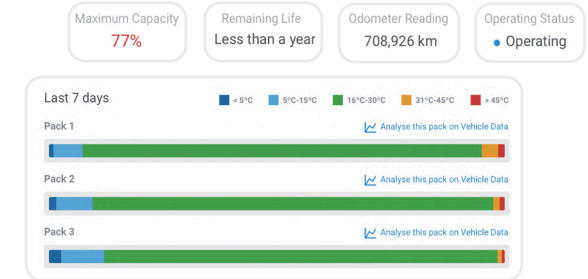 Maximum Capacity
77%
Remaining Life
Less than a year
Odometer Reading
708,926 km
Operating Status
Operating
Last 7 days
< 5°C
5°C-15°C
16°C-30°C
31°C-45°C
> 45°C
Pack 1
Analyse this pack on Vehicle Data
Pack 2
Analyse this pack on Vehicle Data
Pack 3
Analyse this pack on Vehicle Data